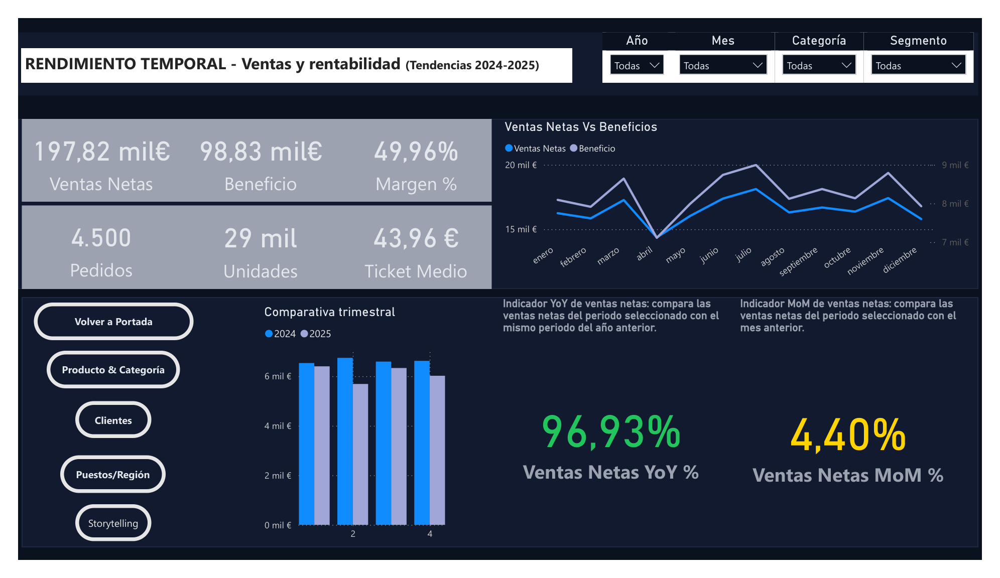 RENDIMIENTO TEMPORAL - Ventas y rentabilidad (Tendencias 2024-2025)
Año
Mes
Categoría
Segmento
Todas
Todas
Todas
Todas
197,82 mil€
98,83 mil€
49,96%
Ventas Netas
Beneficio
Margen %
4.500
29 mil
43,96 €
Pedidos
Unidades
Ticket Medio
Ventas Netas Vs Beneficios
Ventas Netas
Beneficio
20 mil €
15 mil €
9 mil €
8 mil €
7 mil €
enero
febrero
marzo
abril
mayo
junio
julio
agosto
septiembre
octubre
noviembre
diciembre
Volver a Portada
Producto & Categoría
Clientes
Puestos/Región
Storytelling
Comparativa trimestral
2024
2025
6 mil €
4 mil €
2 mil €
0 mil €
2
4
Indicador YoY de ventas netas: compara las
ventas netas del periodo seleccionado con el
mismo periodo del año anterior.
96,93%
Ventas Netas YoY %
Indicador MoM de ventas netas: compara las
ventas netas del periodo seleccionado con el
mes anterior.
4,40%
Ventas Netas MoM %